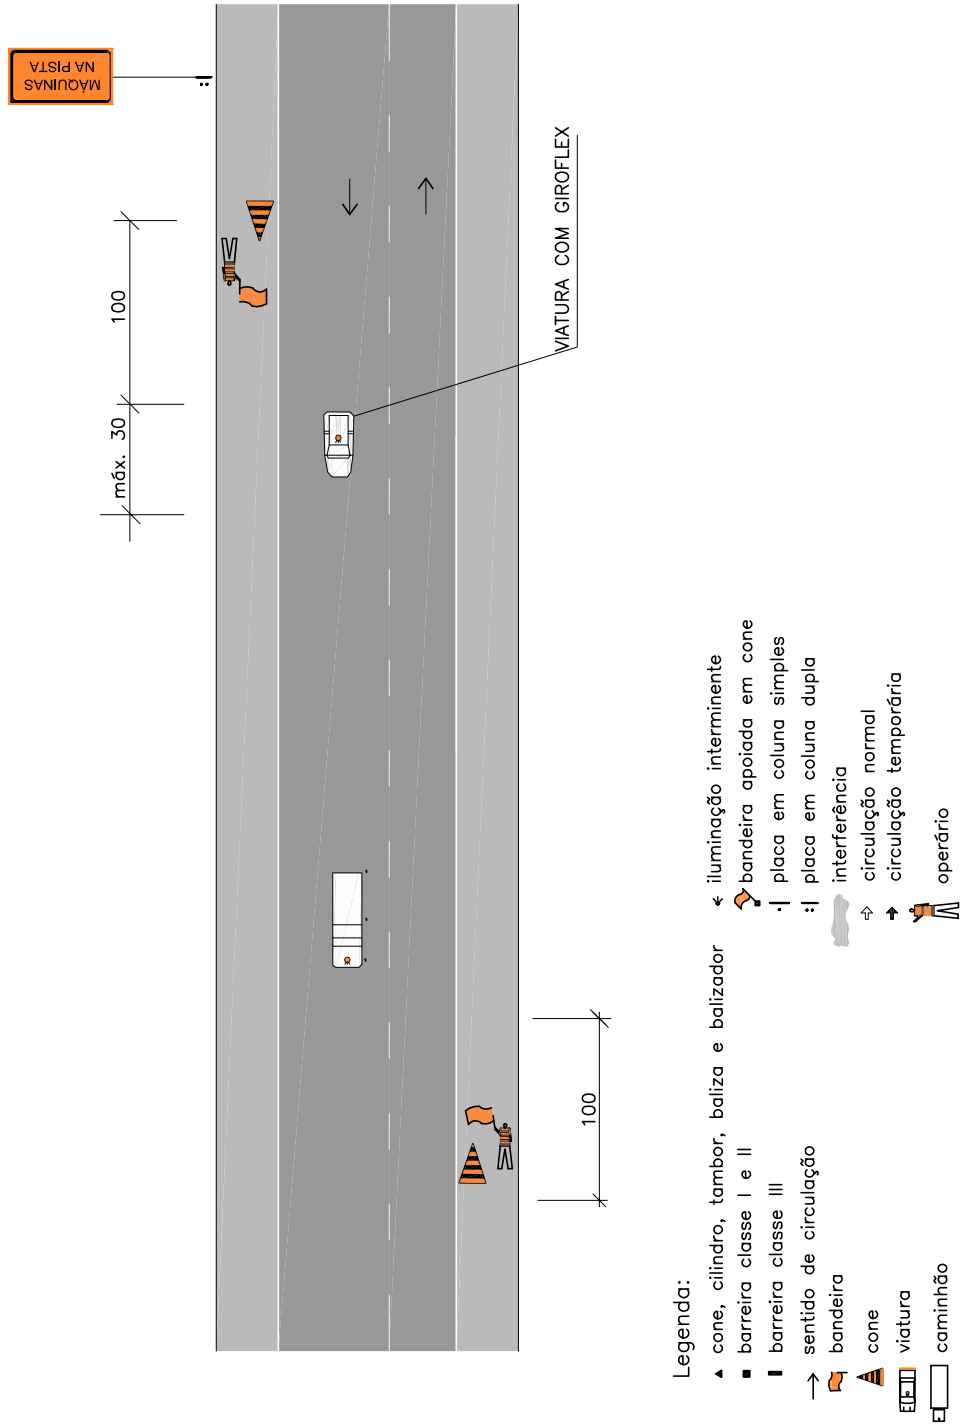 MÁQUINAS
NA PISTA
100
máx. 30
VIATURA COM GIROFLEX
100
Legenda:
cone, cilindro, tambor, baliza e balizador
barreira classe I e II
barreira classe III
sentido de circulação
bandeira
cone
viatura
caminhão
iluminação interminente
bandeira apoiada em cone
placa em coluna simples
placa em coluna dupla
interferência
circulação normal
circulação temporária
operário